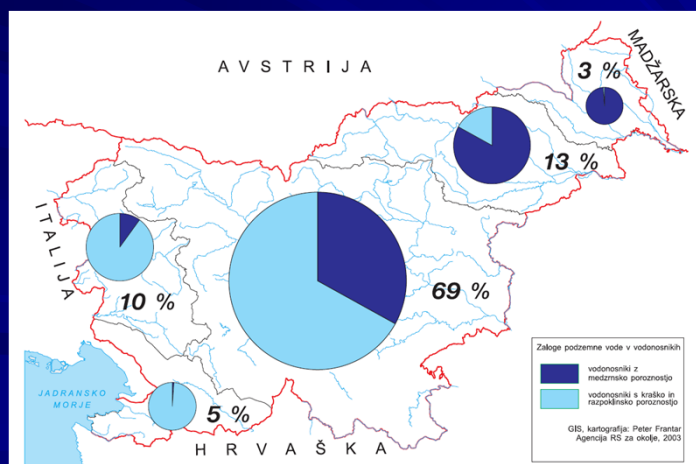 AVSTRIJA
MADŽARSKA
3 %
13 %
ITALIJA
10 %
69 %
JADRANSKO
MORJE
5 %
HRVAŠKA
Zaloge podzemne vode v vodonosnikih
vodonosniki z
medzrnsko poroznostjo
vodonosniki s kraško in
razpoklinsko poroznostjo
GIS, kartografija: Peter Frantar
Agencija RS za okolje, 2003